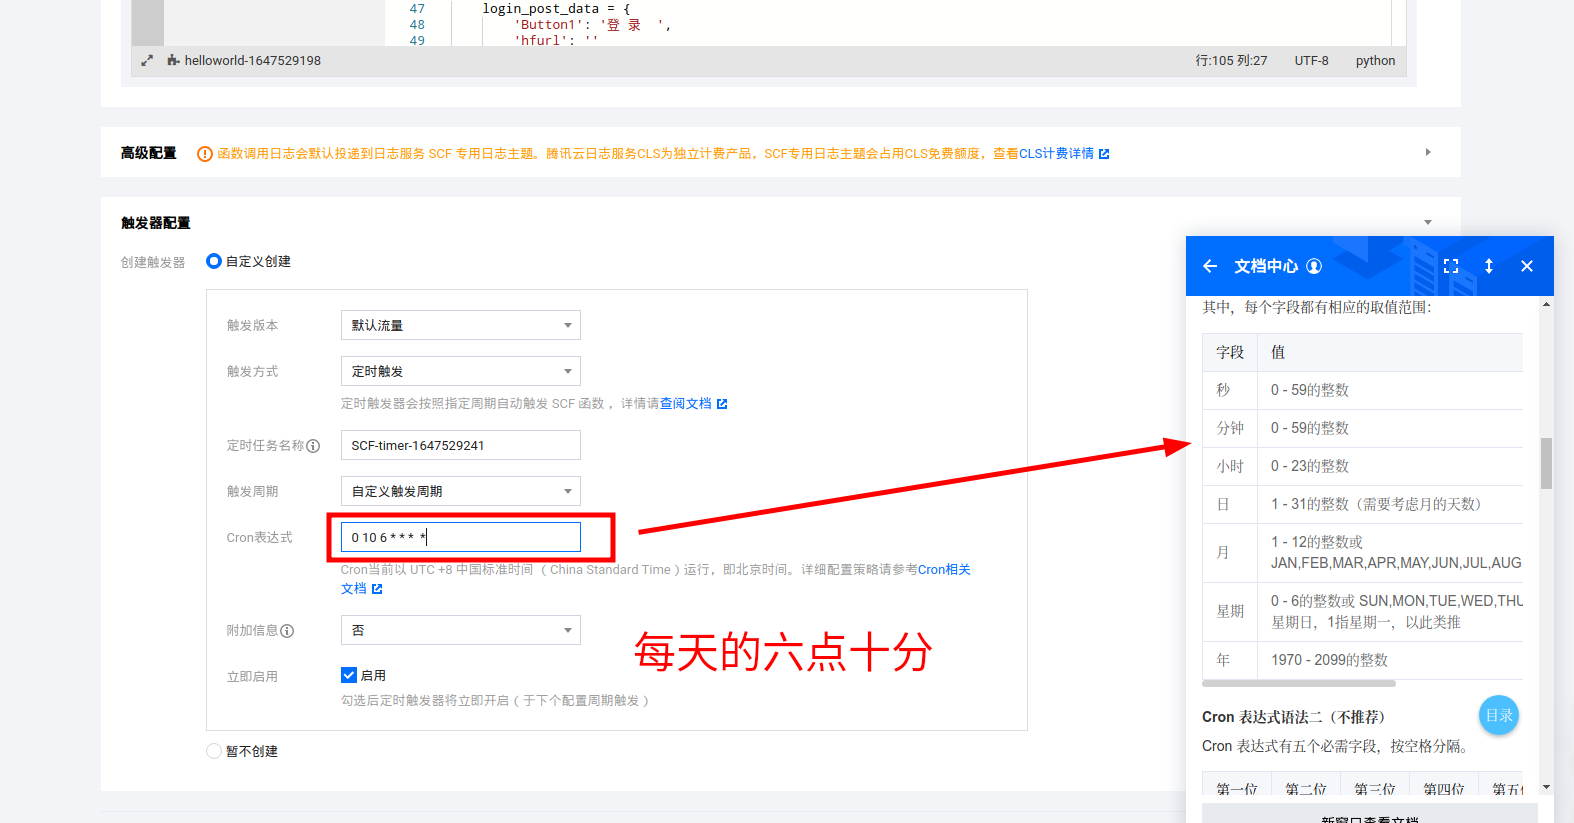 47 login_post_data = {
48 'Button1': '登 录 ',
49 'hfurl': ''
helloworld-1647529198
行:105 列:27 UTF-8 python
高级配置 函数调用日志会默认投递到日志服务 SCF 专用日志主题。腾讯云日志服务CLS为独立计费产品，SCF专用日志主题会占用CLS免费额度，查看CLS计费详情
触发器配置
创建触发器 自定义创建
触发版本 默认流量
触发方式 定时触发
定时触发器会按照指定周期自动触发 SCF 函数 ，详情请查阅文档
定时任务名称 SCF-timer-1647529241
触发周期 自定义触发周期
Cron表达式 0 10 6 * * * *
Cron当前以 UTC +8 中国标准时间 （China Standard Time）运行，即北京时间。详细配置策略请参考Cron相关
文档
附加信息 否
每天的六点十分
立即启用 启用
勾选后定时触发器将立即开启（于下个配置周期触发）
暂不创建
文档中心
其中，每个字段都有相应的取值范围：
字段 值
秒 0 - 59的整数
分钟 0 - 59的整数
小时 0 - 23的整数
日 1 - 31的整数（需要考虑月的天数）
月 1 - 12的整数或
JAN,FEB,MAR,APR,MAY,JUN,JUL,AUG
星期 0 - 6的整数或 SUN,MON,TUE,WED,THU
星期日，1指星期一，以此类推
年 1970 - 2099的整数
Cron 表达式语法二（不推荐）
目录
Cron 表达式有五个必需字段，按空格分隔。
第一位 第二位 第三位 第四位 第五位
新窗口查看文档